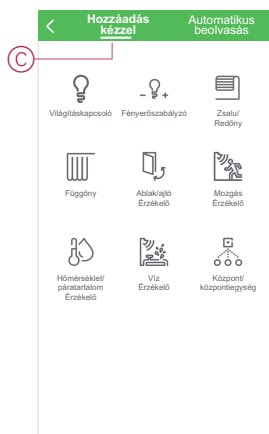 Hozzáadás
kézzel
Automatikus
beolvasás
C
Világításkapcsoló
Fényerőszabályzó
Zsalu/
Redőny
Függöny
Ablak/ajtó
Érzékelő
Mozgás
Érzékelő
Hőmérséklet/
páratartalom
Érzékelő
Víz
Érzékelő
Központ/
központiegység